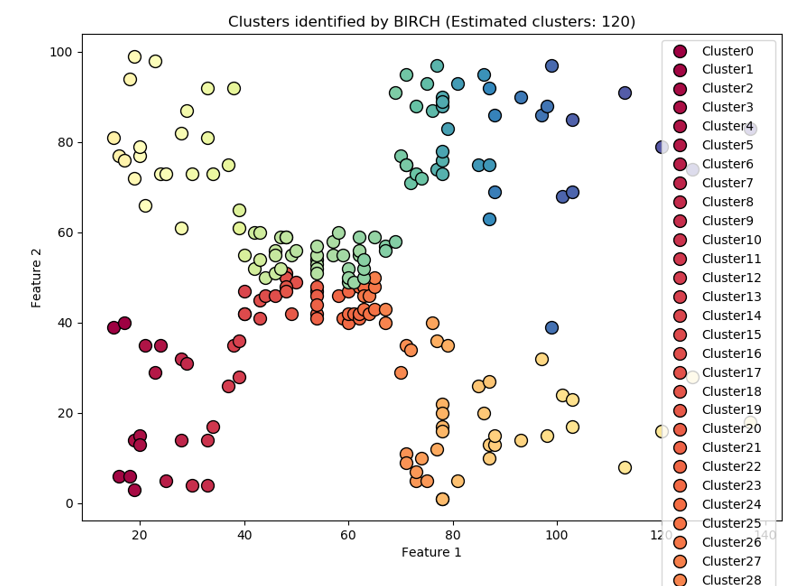 Clusters identified by BIRCH (Estimated clusters: 120)
100
80
60
40
20
0
Feature 2
20
40
60
80
100
120
140
Feature 1
Cluster0
Cluster1
Cluster2
Cluster3
Cluster4
Cluster5
Cluster6
Cluster7
Cluster8
Cluster9
Cluster10
Cluster11
Cluster12
Cluster13
Cluster14
Cluster15
Cluster16
Cluster17
Cluster18
Cluster19
Cluster20
Cluster21
Cluster22
Cluster23
Cluster24
Cluster25
Cluster26
Cluster27
Cluster28